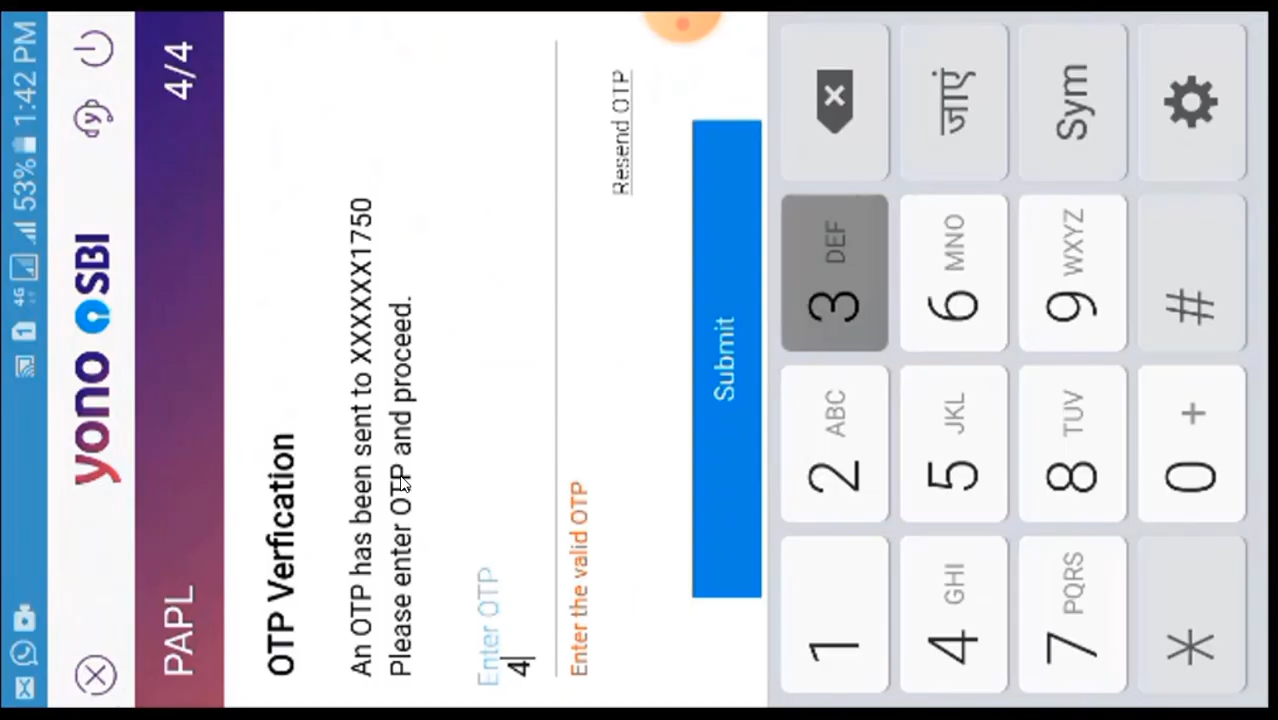 4G 53% 1:42 PM
yono SBI
PAPL 4/4
OTP Verfication
An OTP has been sent to XXXXXX1750
Please enter OTP and proceed.
Enter OTP
4
Enter the valid OTP
Resend OTP
Submit
1 2 ABC 3 DEF
4 GHI 5 JKL 6 MNO जाएं
7 PQRS 8 TUV 9 WXYZ Sym
* 0 + #